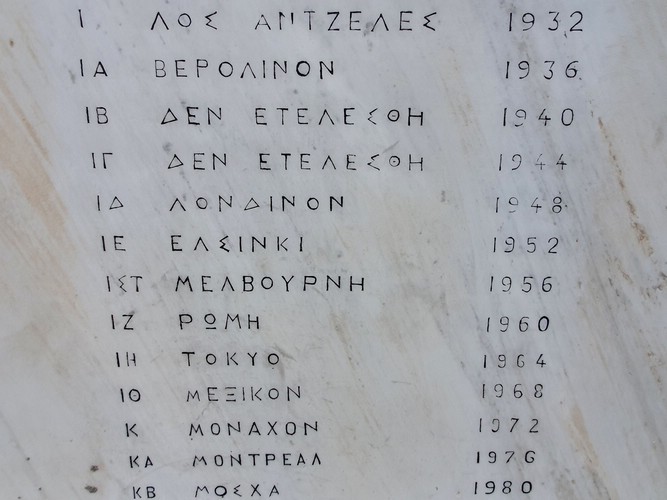 Ι ΛΟΣ ΑΝΤΖΕΛΕΣ 1932
ΙΑ ΒΕΡΟΛΙΝΟΝ 1936
ΙΒ ΔΕΝ ΕΤΕΛΕΣΘΗ 1940
ΙΓ ΔΕΝ ΕΤΕΛΕΣΘΗ 1944
ΙΔ ΛΟΝΔΙΝΟΝ 1948
ΙΕ ΕΛΣΙΝΚΙ 1952
ΙΣΤ ΜΕΛΒΟΥΡΝΗ 1956
ΙΖ ΡΩΜΗ 1960
ΙΗ ΤΟΚΥΟ 1964
ΙΘ ΜΕΞΙΚΟΝ 1968
Κ ΜΟΝΑΧΟΝ 1972
ΚΑ ΜΟΝΤΡΕΑΛ 1976
ΚΒ ΜΟΣΧΑ 1980